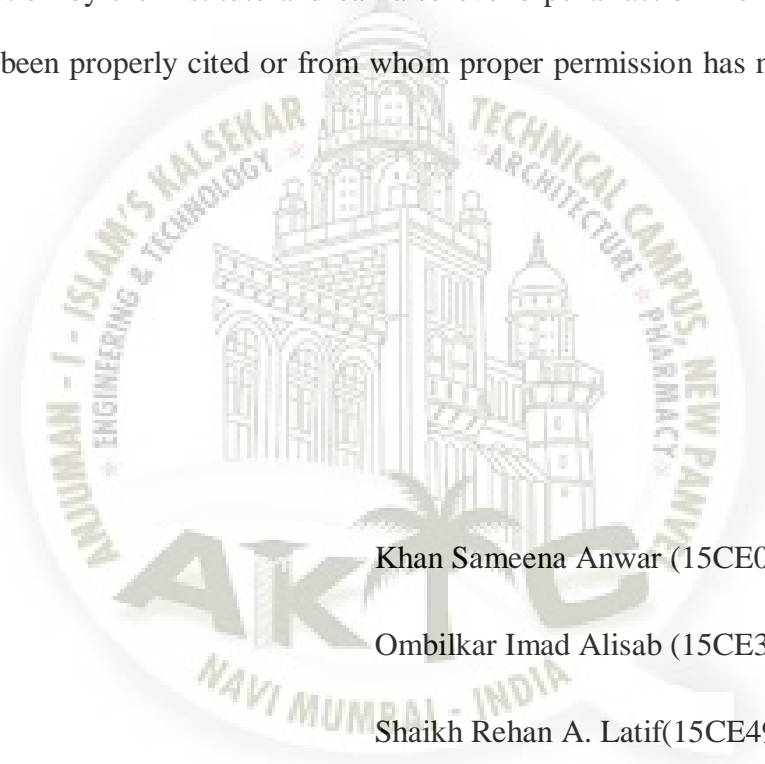 been properly cited or from whom proper permission has
ANJUMAN - I - ISLAM'S KALSEKAR TECHNICAL CAMPUS, NEW PANVEL
ENGINEERING & TECHNOLOGY * ARCHITECTURE * PHARMACY *
AKTC
Khan Sameena Anwar (15CE0
Ombilkar Imad Alisab (15CE3
Shaikh Rehan A. Latif(15CE49
NAVI MUMBAI - INDIA